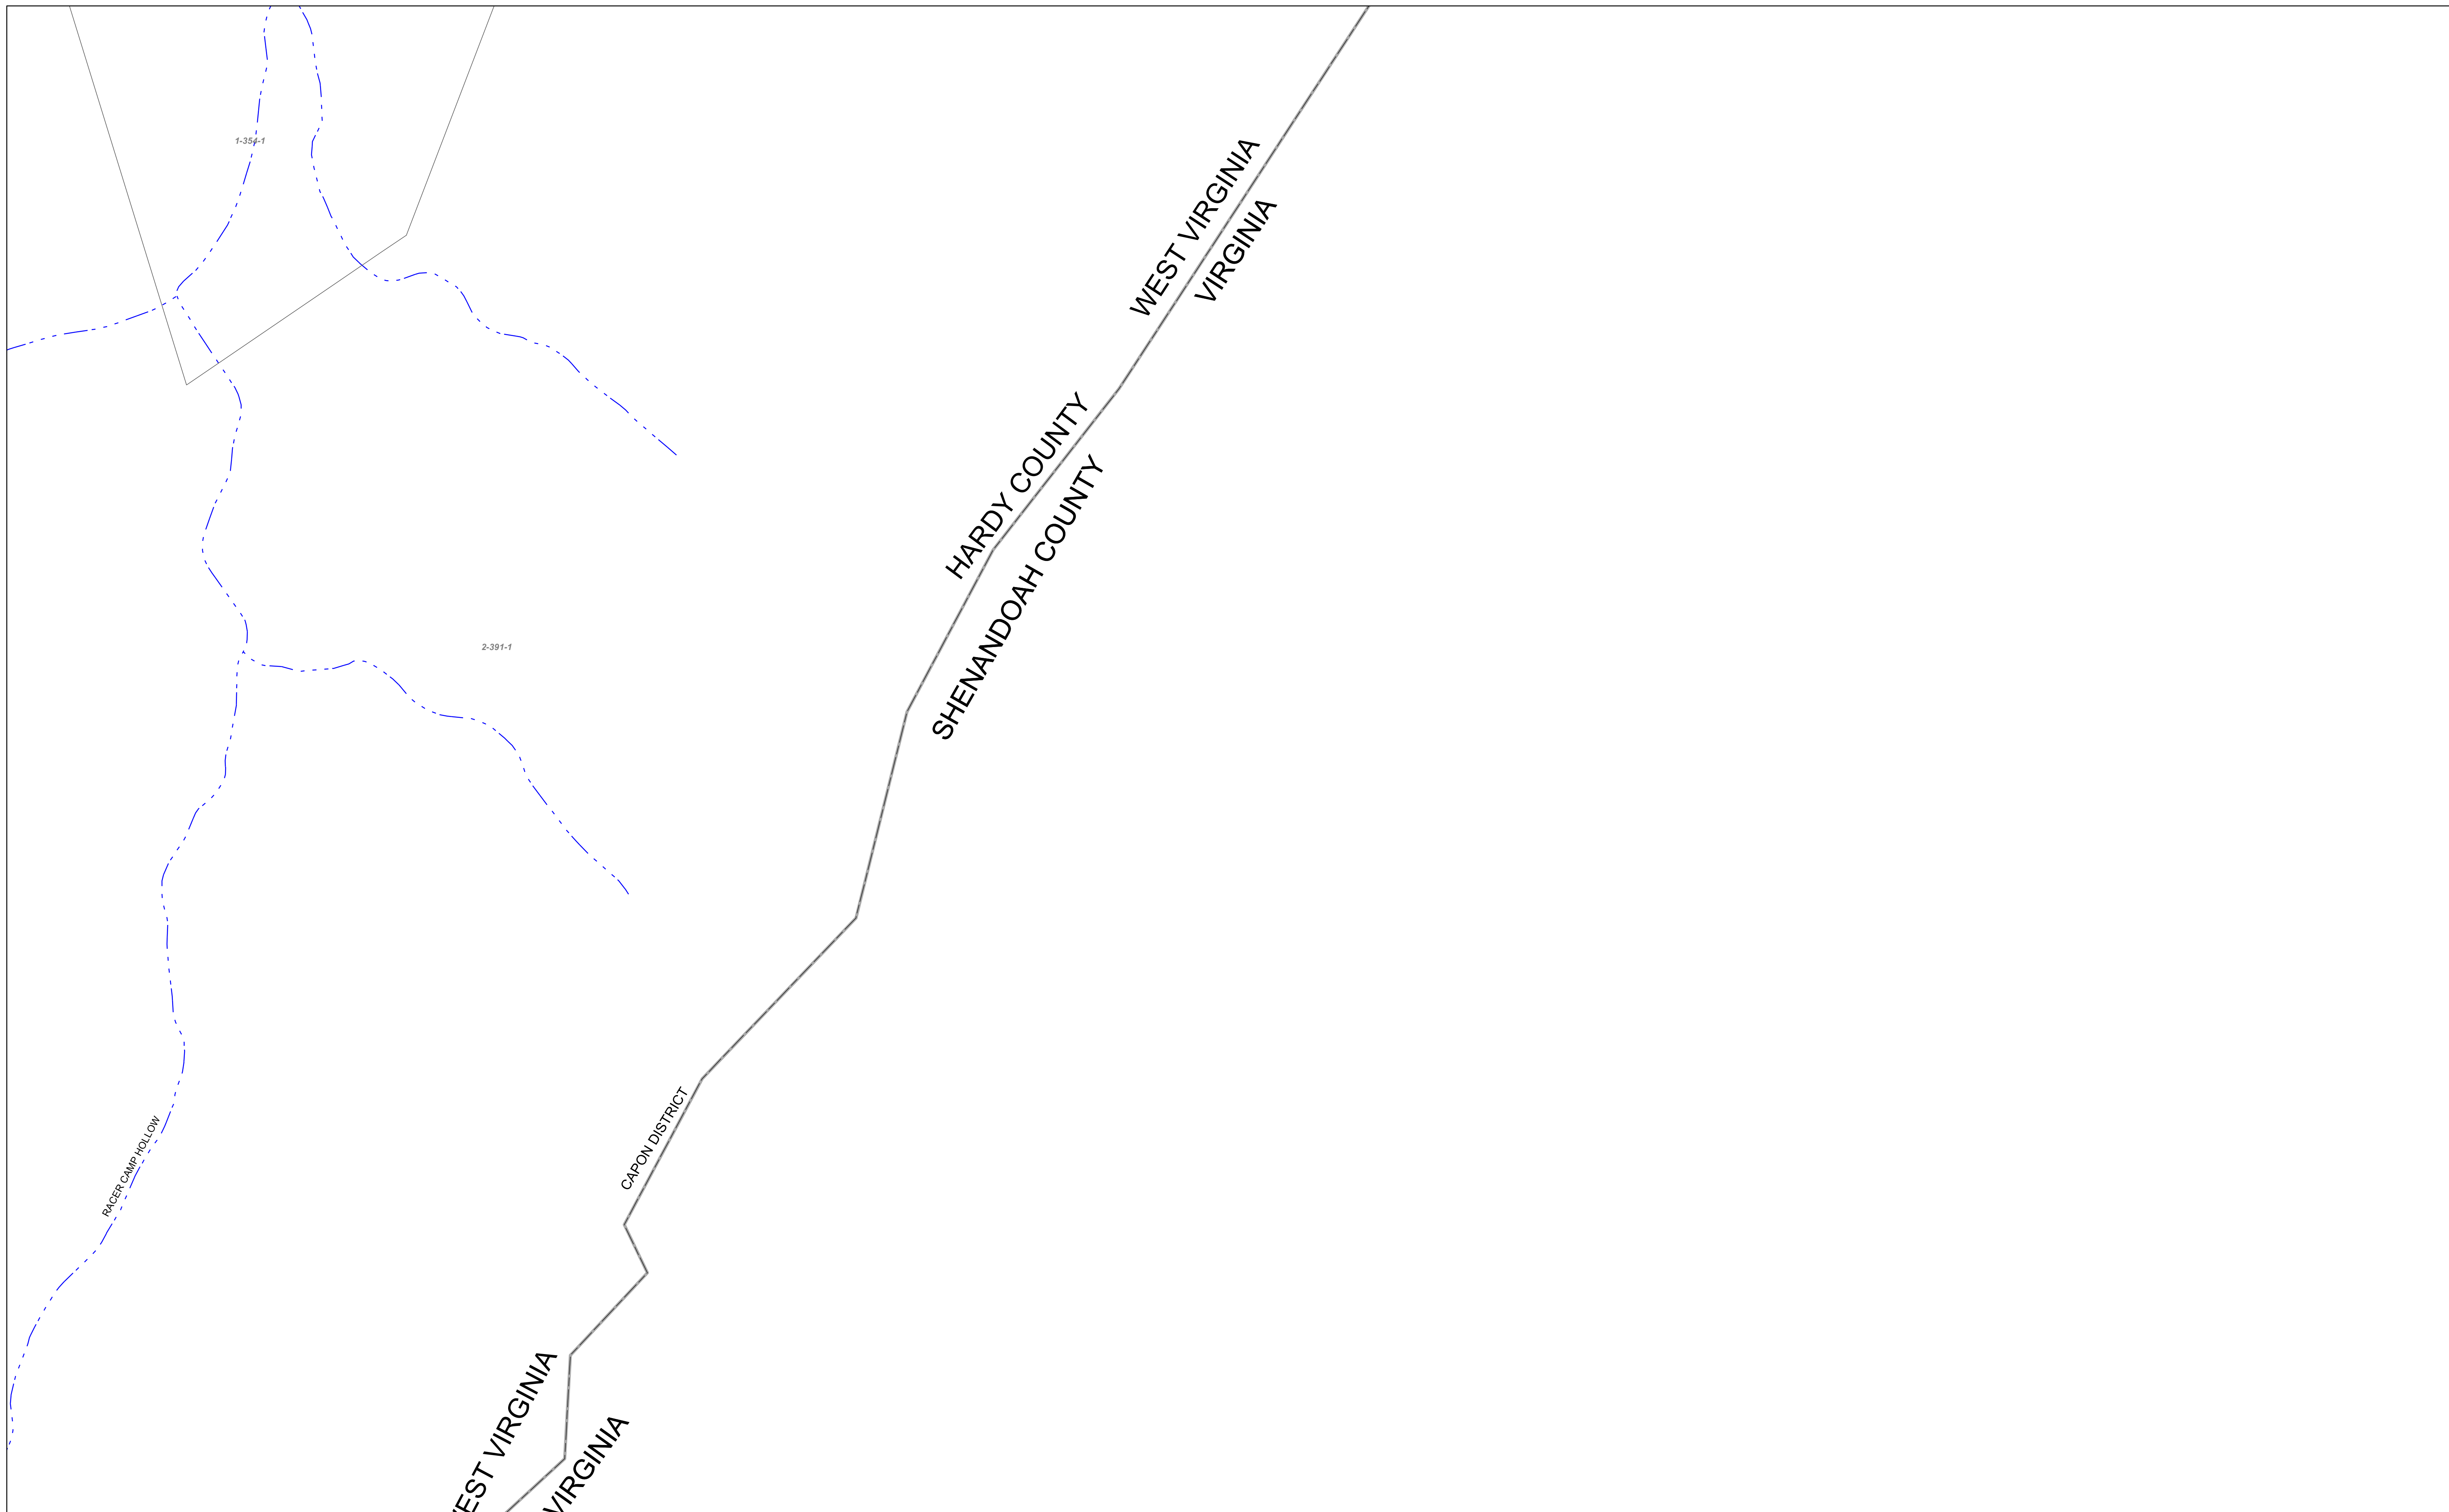 1-354-1
WEST VIRGINIA
VIRGINIA
HARDY COUNTY
SHENANDOAH COUNTY
2-391-1
CAPON DISTRICT
RACER CAMP HOLLOW
EST VIRGINIA
VIRGINIA